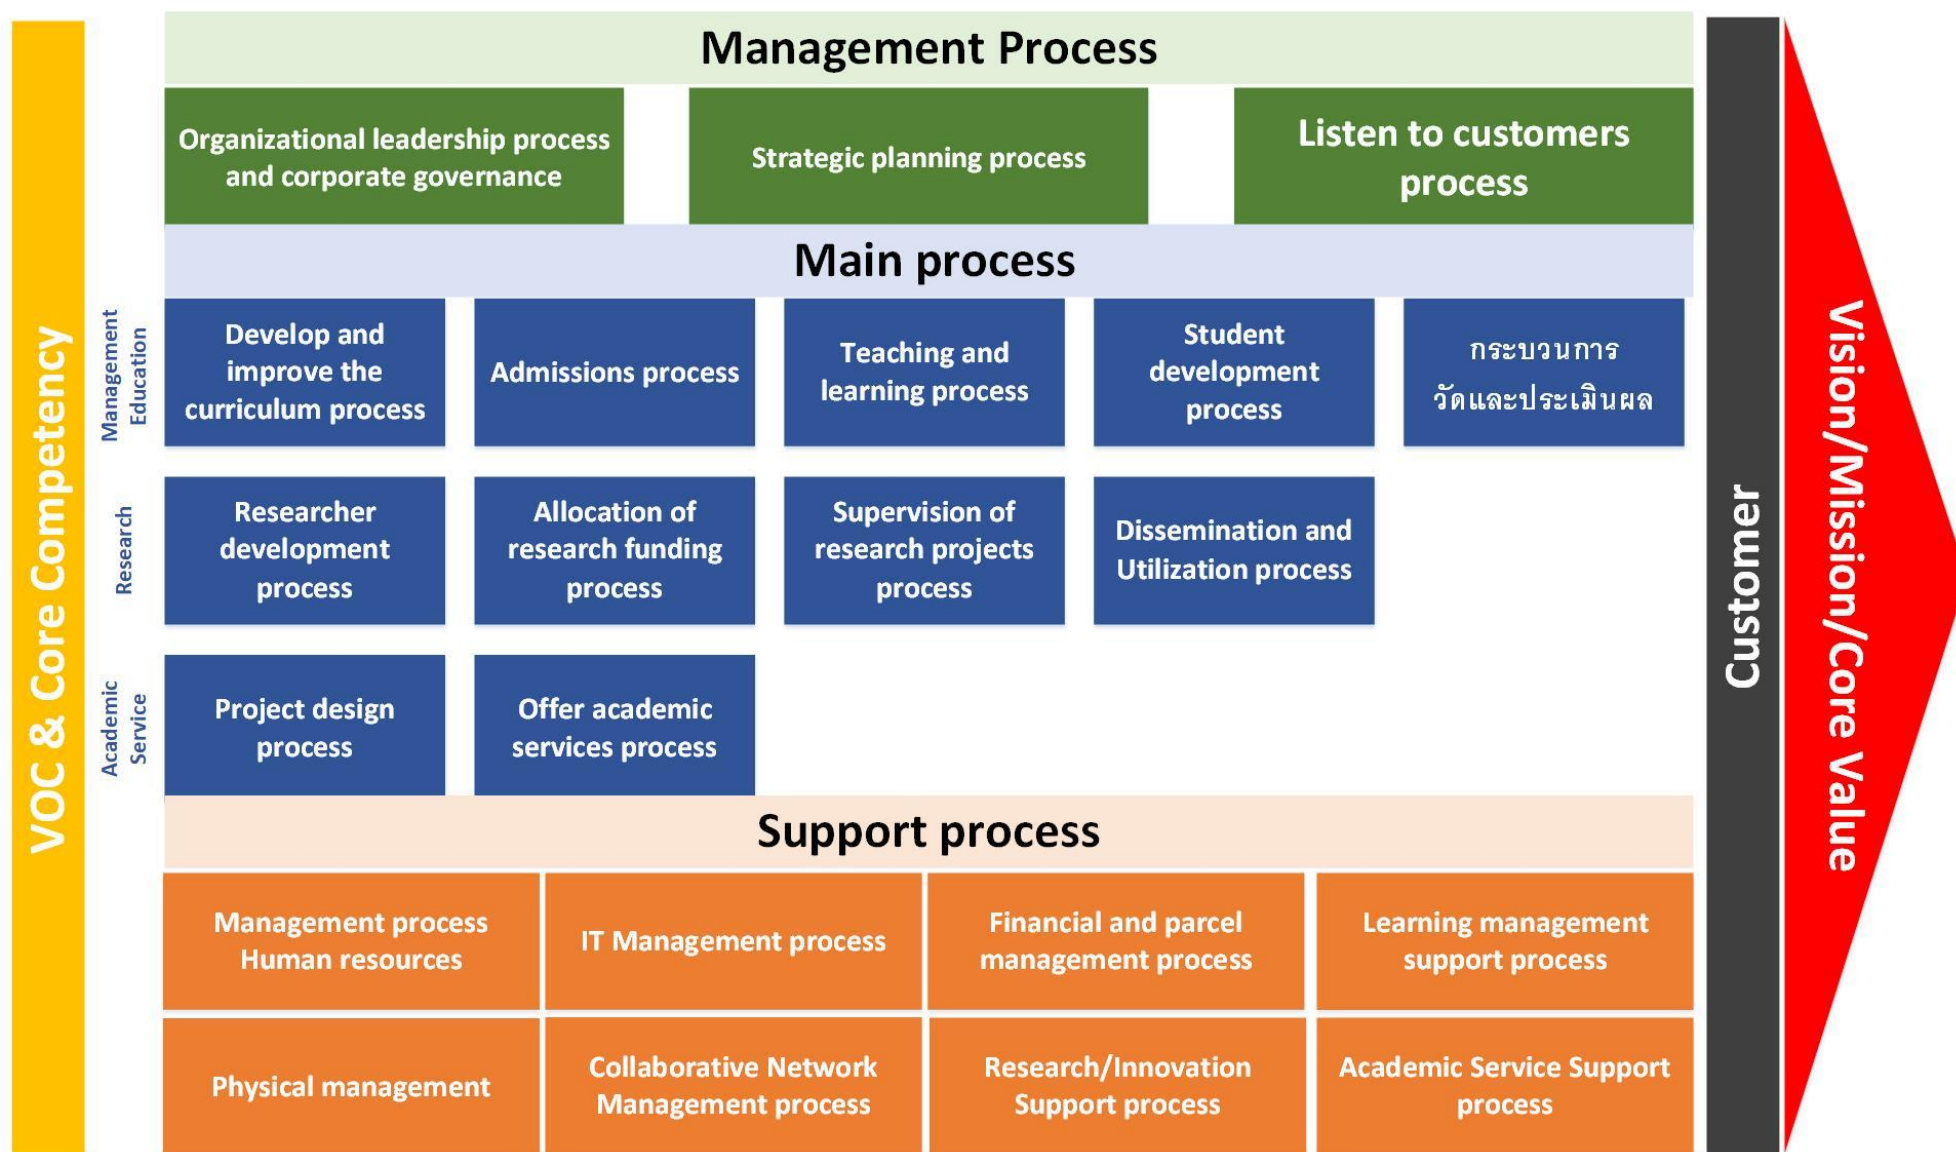 VOC & Core Competency
Management Process
Organizational leadership process
and corporate governance
Strategic planning process
Listen to customers
process
Main process
Management
Education
Develop and
improve the
curriculum process
Admissions process
Teaching and
learning process
Student
development
process
กระบวนการ
วัดและประเมินผล
Research
Researcher
development
process
Allocation of
research funding
process
Supervision of
research projects
process
Dissemination and
Utilization process
Academic
Service
Project design
process
Offer academic
services process
Support process
Management process
Human resources
IT Management process
Financial and parcel
management process
Learning management
support process
Physical management
Collaborative Network
Management process
Research/Innovation
Support process
Academic Service Support
process
Customer
Vision/Mission/Core Value